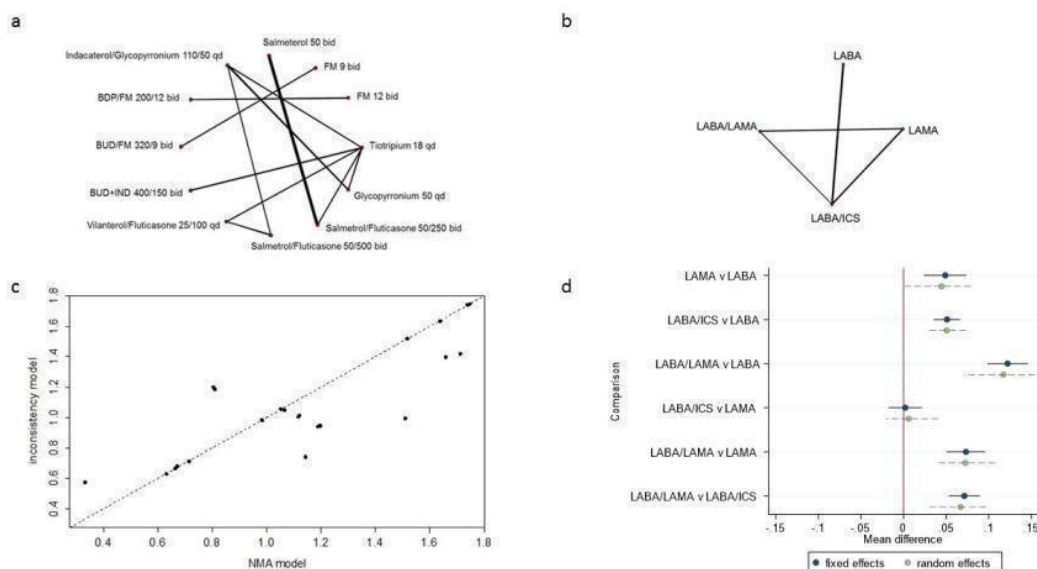 a
Salmeterol 50 bid
Indacaterol/Glycopyrronium 110/50 qd
FM 9 bid
BDP/FM 200/12 bid
FM 12 bid
BUD/FM 320/9 bid
Tiotripium 18 qd
BUD+IND 400/150 bid
Glycopyrronium 50 qd
Vilanterol/Fluticasone 25/100 qd
Salmetrol/Fluticasone 50/250 bid
Salmetrol/Fluticasone 50/500 bid
b
LABA
LABA/LAMA
LAMA
LABA/ICS
c
inconsistency model
1.8
1.6
1.4
1.2
1.0
0.8
0.6
0.4
0.4 0.6 0.8 1.0 1.2 1.4 1.6 1.8
NMA model
d
Comparison
LAMA v LABA
LABA/ICS v LABA
LABA/LAMA v LABA
LABA/ICS v LAMA
LABA/LAMA v LAMA
LABA/LAMA v LABA/ICS
-.15 -.1 -.05 0 .05 .1 .15
Mean difference
fixed effects random effects